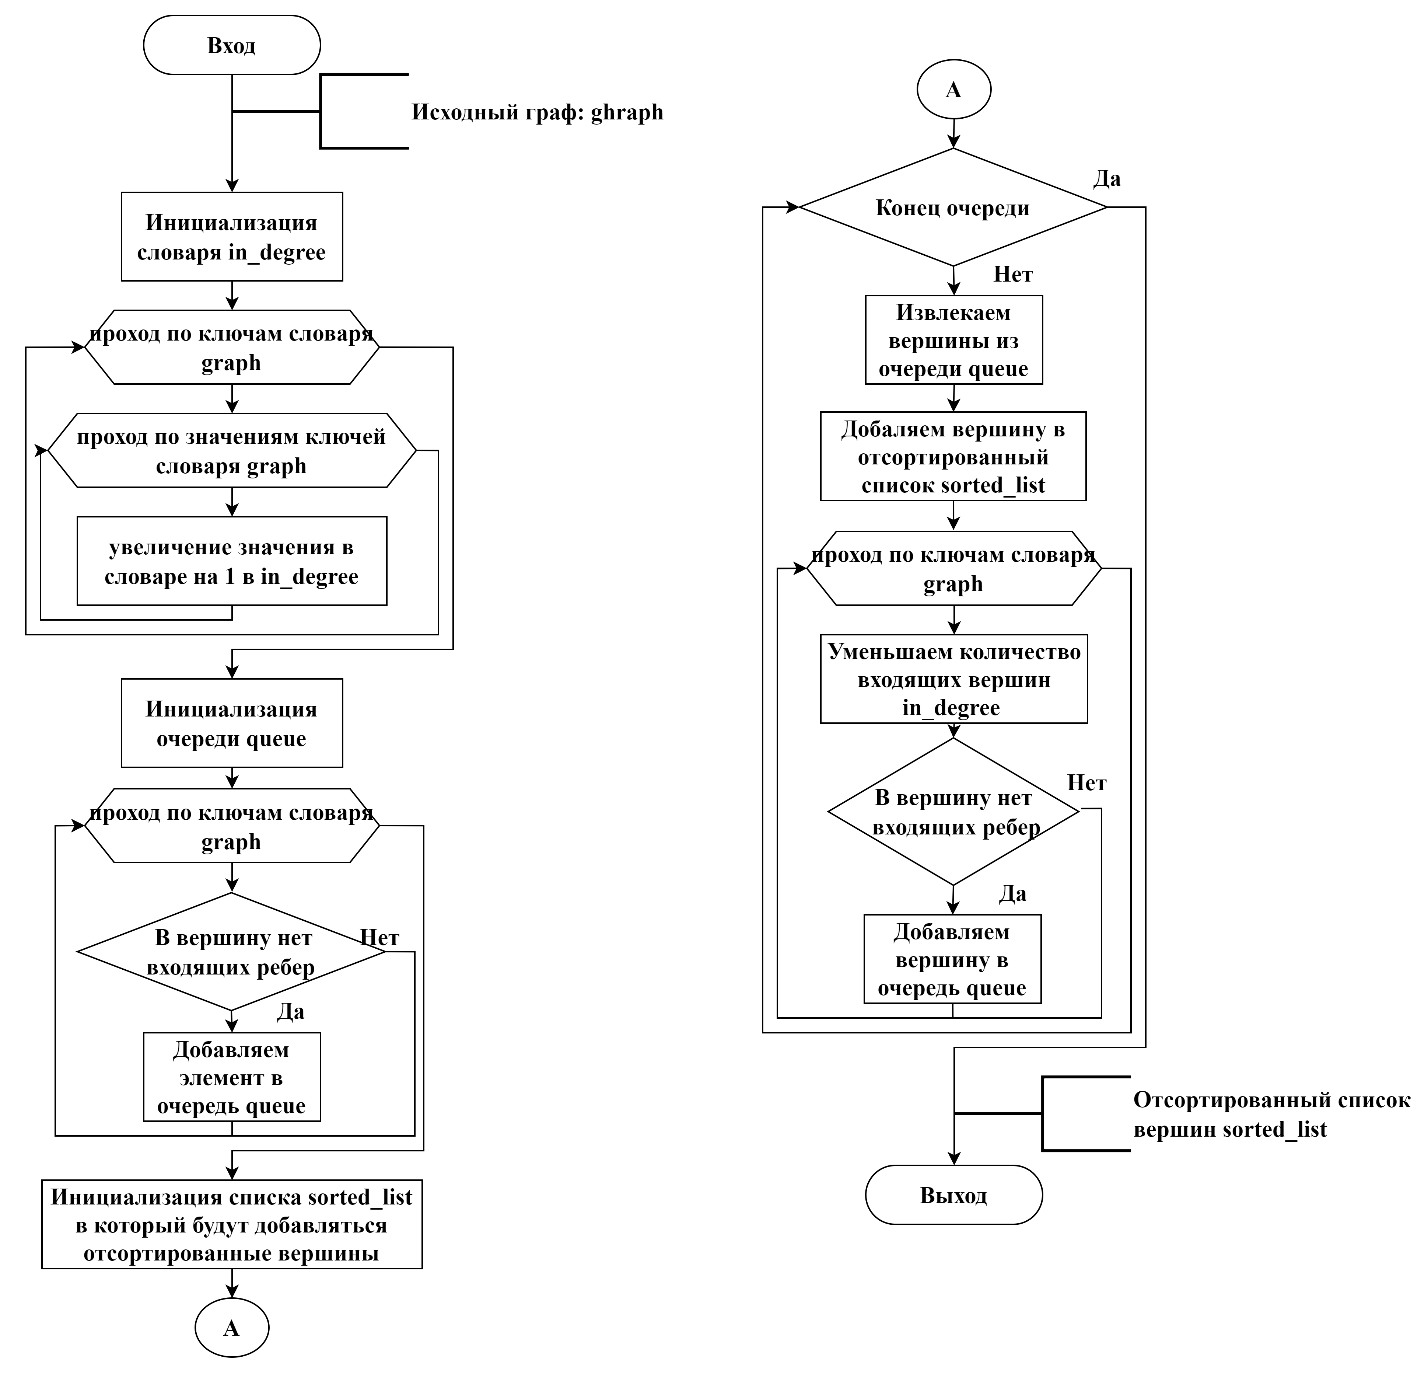 Вход
Исходный граф: ghraph
Инициализация
словаря in_degree
проход по ключам словаря
graph
проход по значениям ключей
словаря graph
увеличение значения в
словаре на 1 в in_degree
Инициализация
очереди queue
проход по ключам словаря
graph
В вершину нет
входящих ребер
Нет
Да
Добавляем
элемент в
очередь queue
Инициализация списка sorted_list
в который будут добавляться
отсортированные вершины
А
А
Конец очереди
Да
Нет
Извлекаем
вершины из
очереди queue
Добаляем вершину в
отсортированный
список sorted_list
проход по ключам словаря
graph
Уменьшаем количество
входящих вершин
in_degree
В вершину нет
входящих ребер
Нет
Да
Добавляем
вершину в
очередь queue
Отсортированный список
вершин sorted_list
Выход